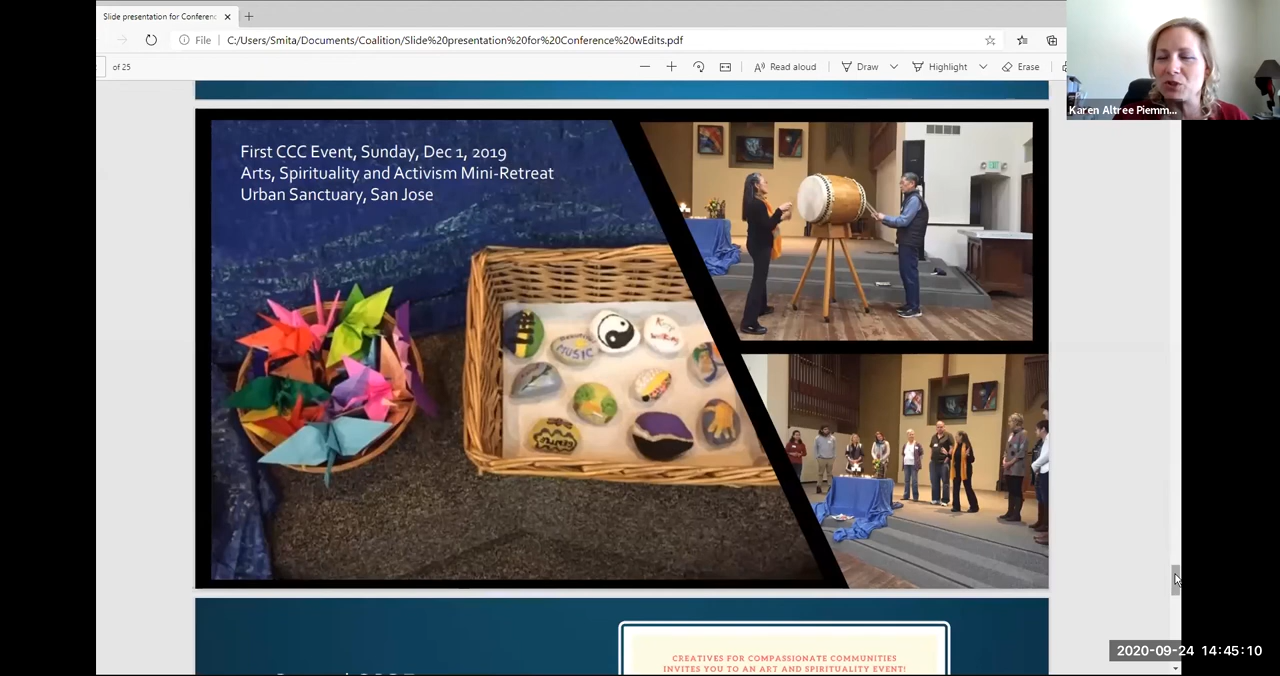 Slide presentation for Conferenc
File
C:/Users/Smita/Documents/Coalition/Slide%20presentation%20for%20Conference%20wEdits.pdf
of 25
Read aloud
Draw
Highlight
Erase
Karen Altree Piemm...
First CCC Event, Sunday, Dec 1, 2019
Arts, Spirituality and Activism Mini-Retreat
Urban Sanctuary, San Jose
EXIT
MUSIC
CREATIVES FOR COMPASSIONATE COMMUNITIES
INVITES YOU TO AN ART AND SPIRITUALITY EVENT!
2020-09-24 14:45:10